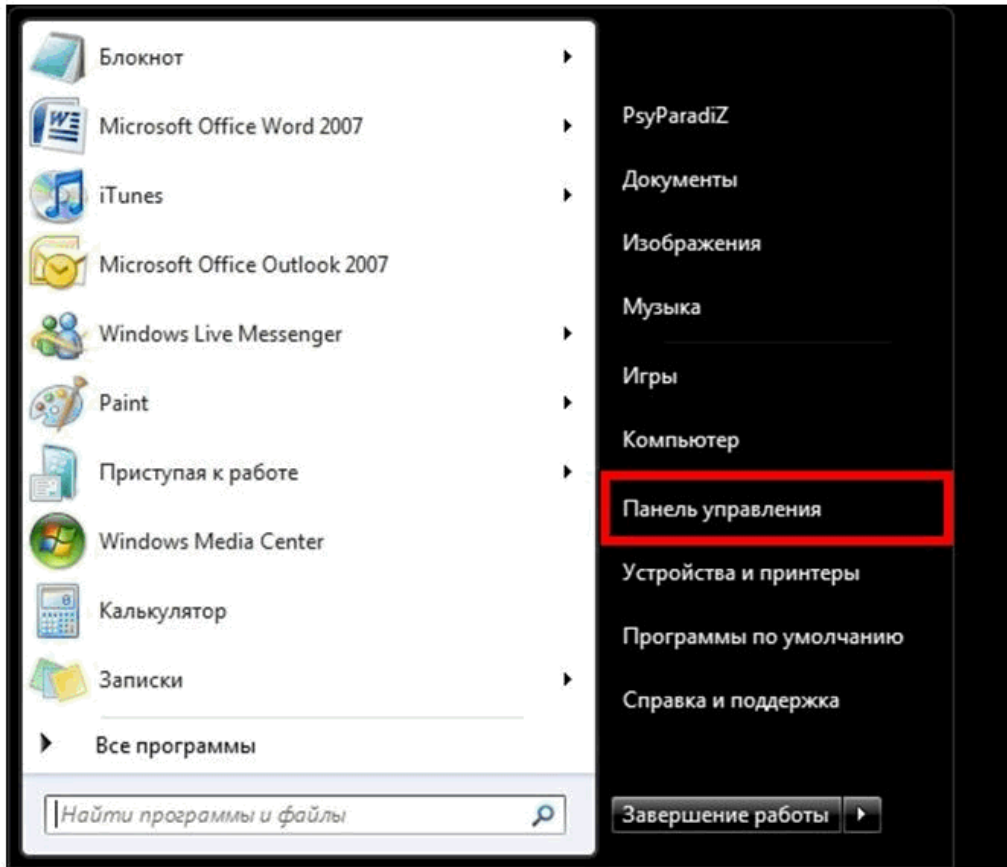 Блокнот
Microsoft Office Word 2007
iTunes
Microsoft Office Outlook 2007
Windows Live Messenger
Paint
Приступая к работе
Windows Media Center
Калькулятор
Записки
Все программы
Найти программы и файлы
PsyParadiZ
Документы
Изображения
Музыка
Игры
Компьютер
Панель управления
Устройства и принтеры
Программы по умолчанию
Справка и поддержка
Завершение работы